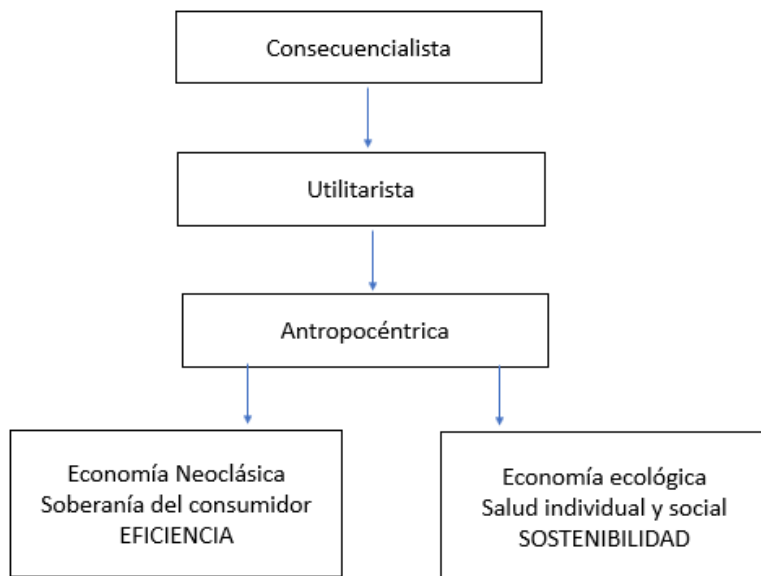 Consecuencialista
Utilitarista
Antropocéntrica
Economía Neoclásica
Soberanía del consumidor
EFICIENCIA
Economía ecológica
Salud individual y social
SOSTENIBILIDAD